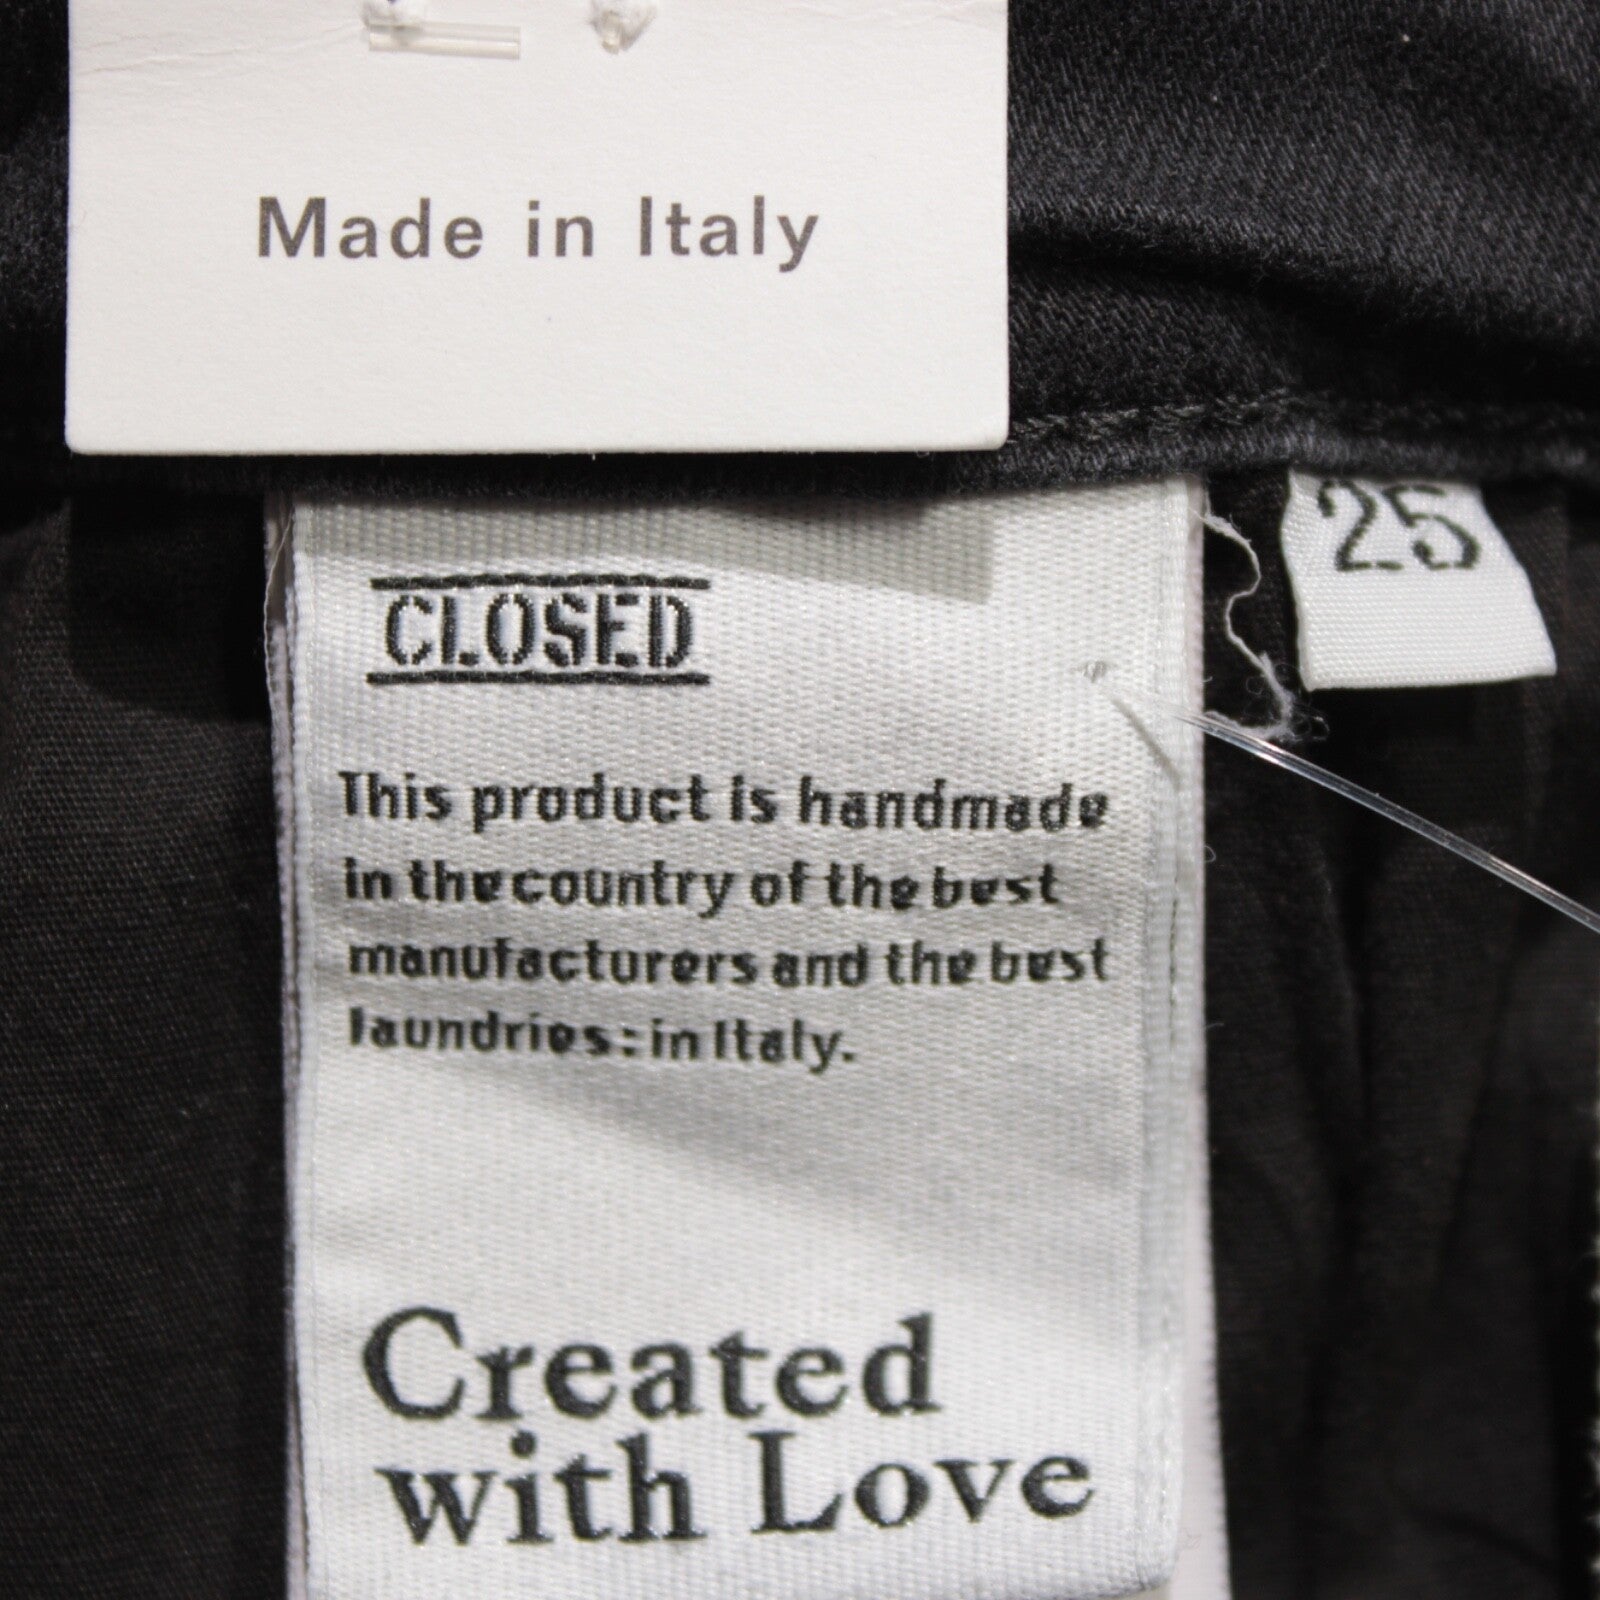 Made in Italy
25
CLOSED
This product is handmade
in the country of the best
manufacturers and the best
laundries: in Italy.
Created
with Love